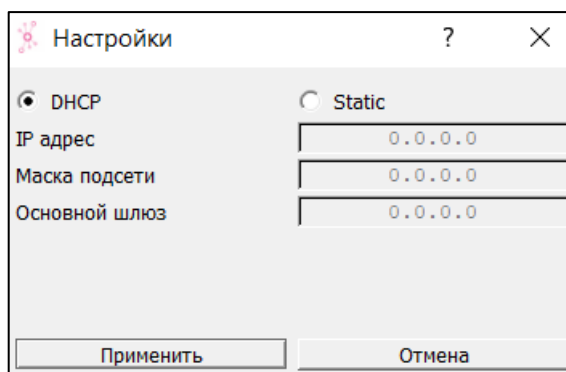 Настройки ?
DHCP Static
IP адрес 0.0.0.0
Маска подсети 0.0.0.0
Основной шлюз 0.0.0.0
Применить Отмена